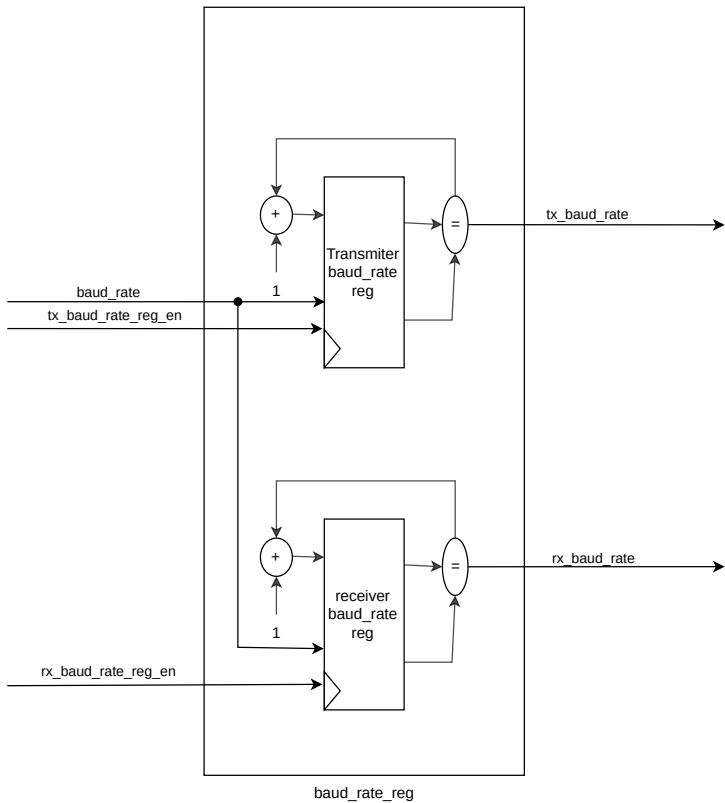 +
=
tx_baud_rate
Transmiter
baud_rate
reg
baud_rate
1
tx_baud_rate_reg_en
+
=
rx_baud_rate
receiver
baud_rate
reg
1
rx_baud_rate_reg_en
baud_rate_reg